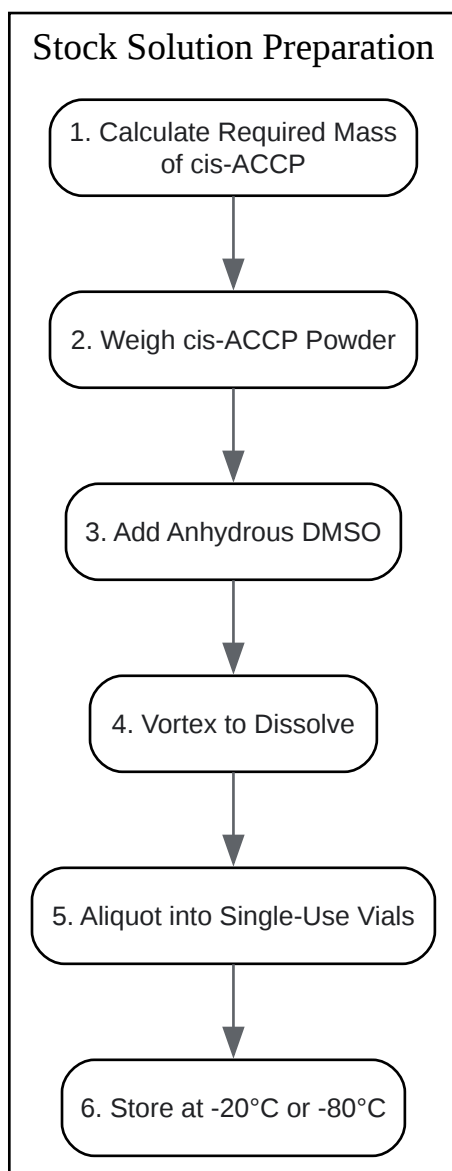 Stock Solution Preparation
1. Calculate Required Mass
of cis-ACCP
2. Weigh cis-ACCP Powder
3. Add Anhydrous DMSO
4. Vortex to Dissolve
5. Aliquot into Single-Use Vials
6. Store at -20°C or -80°C